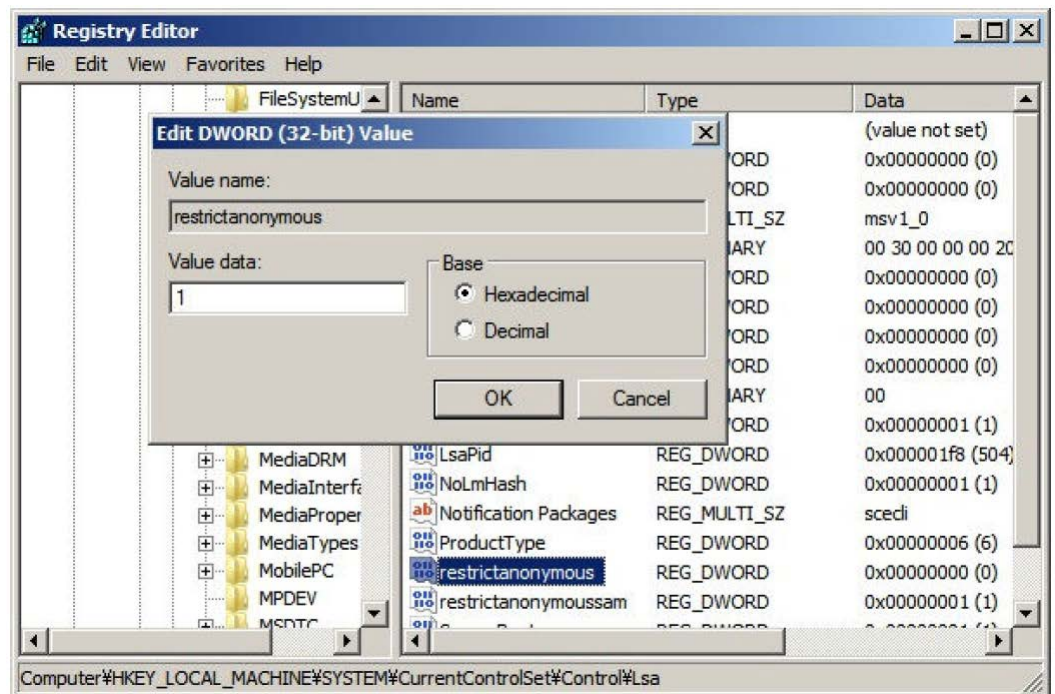 Registry Editor
File Edit View Favorites Help
FileSystemU
Name Type Data
Edit DWORD (32-bit) Value
(value not set)
ORD 0x00000000 (0)
Value name:
ORD 0x00000000 (0)
restrictanonymous
LTI_SZ msv1_0
ARY 00 30 00 00 00 20
Value data: Base
ORD 0x00000000 (0)
1 Hexadecimal
ORD 0x00000000 (0)
Decimal
ORD 0x00000000 (0)
ORD 0x00000000 (0)
OK Cancel
ARY 00
ORD 0x00000001 (1)
MediaDRM LsaPid REG_DWORD 0x000001f8 (504)
MediaInterfa NoLmHash REG_DWORD 0x00000001 (1)
MediaProper Notification Packages REG_MULTI_SZ scecli
MediaTypes ProductType REG_DWORD 0x00000006 (6)
MobilePC restrictanonymous REG_DWORD 0x00000000 (0)
MPDEV restrictanonymoussam REG_DWORD 0x00000001 (1)
MSDTC
Computer¥HKEY_LOCAL_MACHINE¥SYSTEM¥CurrentControlSet¥Control¥Lsa